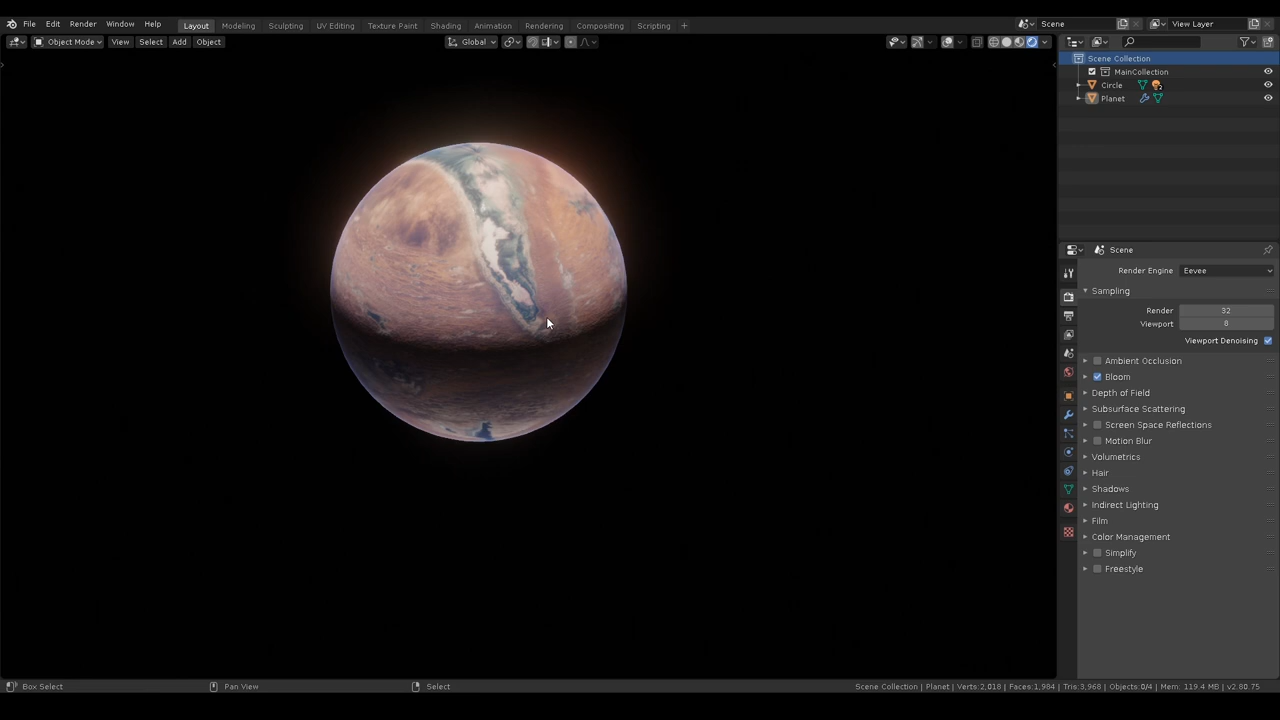 File Edit Render Window Help Layout Modeling Sculpting UV Editing Texture Paint Shading Animation Rendering Compositing Scripting + Scene View Layer
Object Mode View Select Add Object Global
Scene Collection
MainCollection
Circle
Planet
Scene
Render Engine Eevee
Sampling
Render 32
Viewport 8
Viewport Denoising
Ambient Occlusion
Bloom
Depth of Field
Subsurface Scattering
Screen Space Reflections
Motion Blur
Volumetrics
Hair
Shadows
Indirect Lighting
Film
Color Management
Simplify
Freestyle
Box Select Pan View Select Scene Collection | Planet | Verts:2,018 | Faces:1,984 | Tris:3,968 | Objects:0/4 | Mem: 119.4 MB | v2.80.75